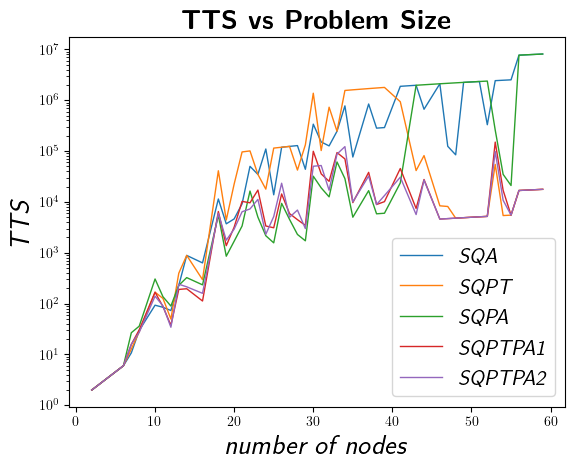 TTS vs Problem Size
TTS
10^7
10^6
10^5
10^4
10^3
10^2
10^1
10^0
0 10 20 30 40 50 60
number of nodes
SQA
SQPT
SQPA
SQPTPA1
SQPTPA2